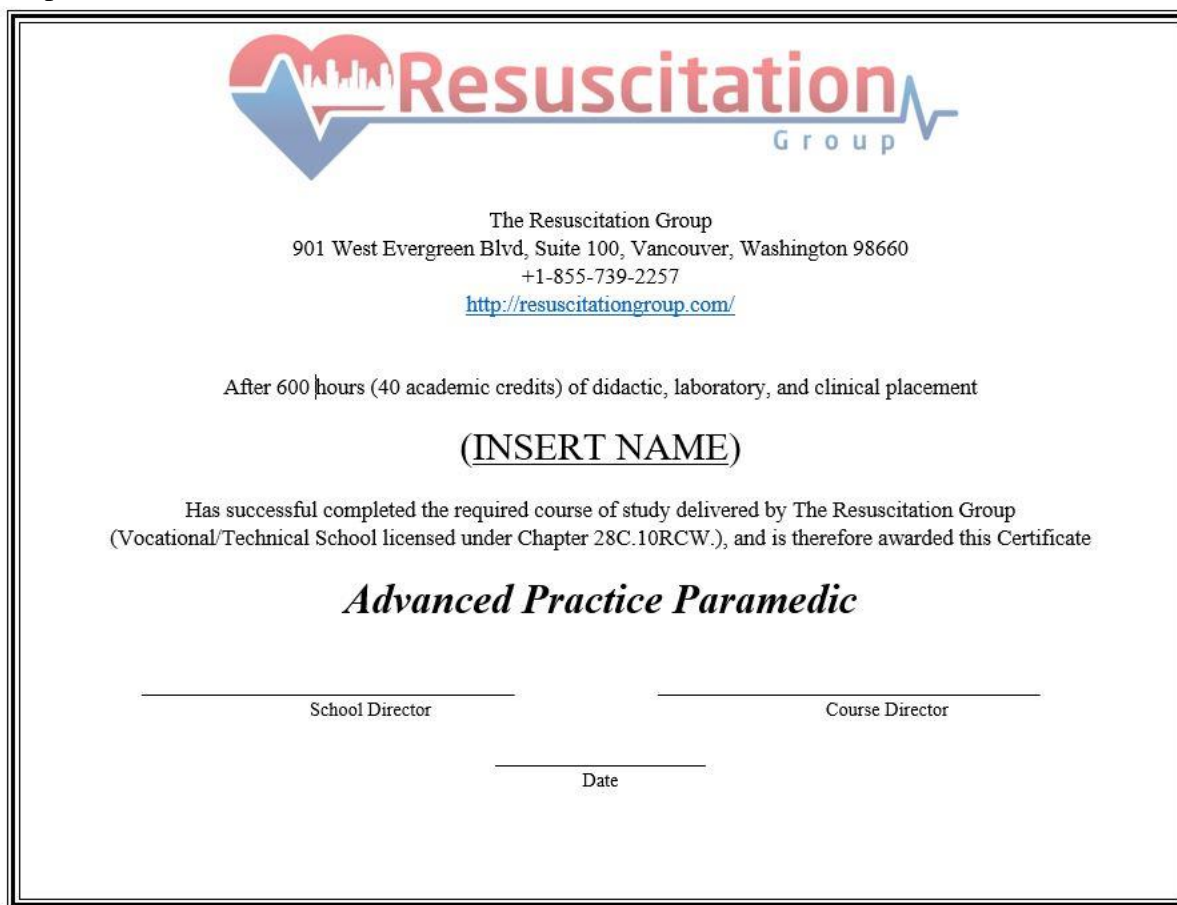 Resuscitation
Group
The Resuscitation Group
901 West Evergreen Blvd, Suite 100, Vancouver, Washington 98660
+1-855-739-2257
http://resuscitationgroup.com/
After 600 hours (40 academic credits) of didactic, laboratory, and clinical placement
(INSERT NAME)
Has successful completed the required course of study delivered by The Resuscitation Group
(Vocational/Technical School licensed under Chapter 28C.10RCW.), and is therefore awarded this Certificate
Advanced Practice Paramedic
School Director Course Director
Date